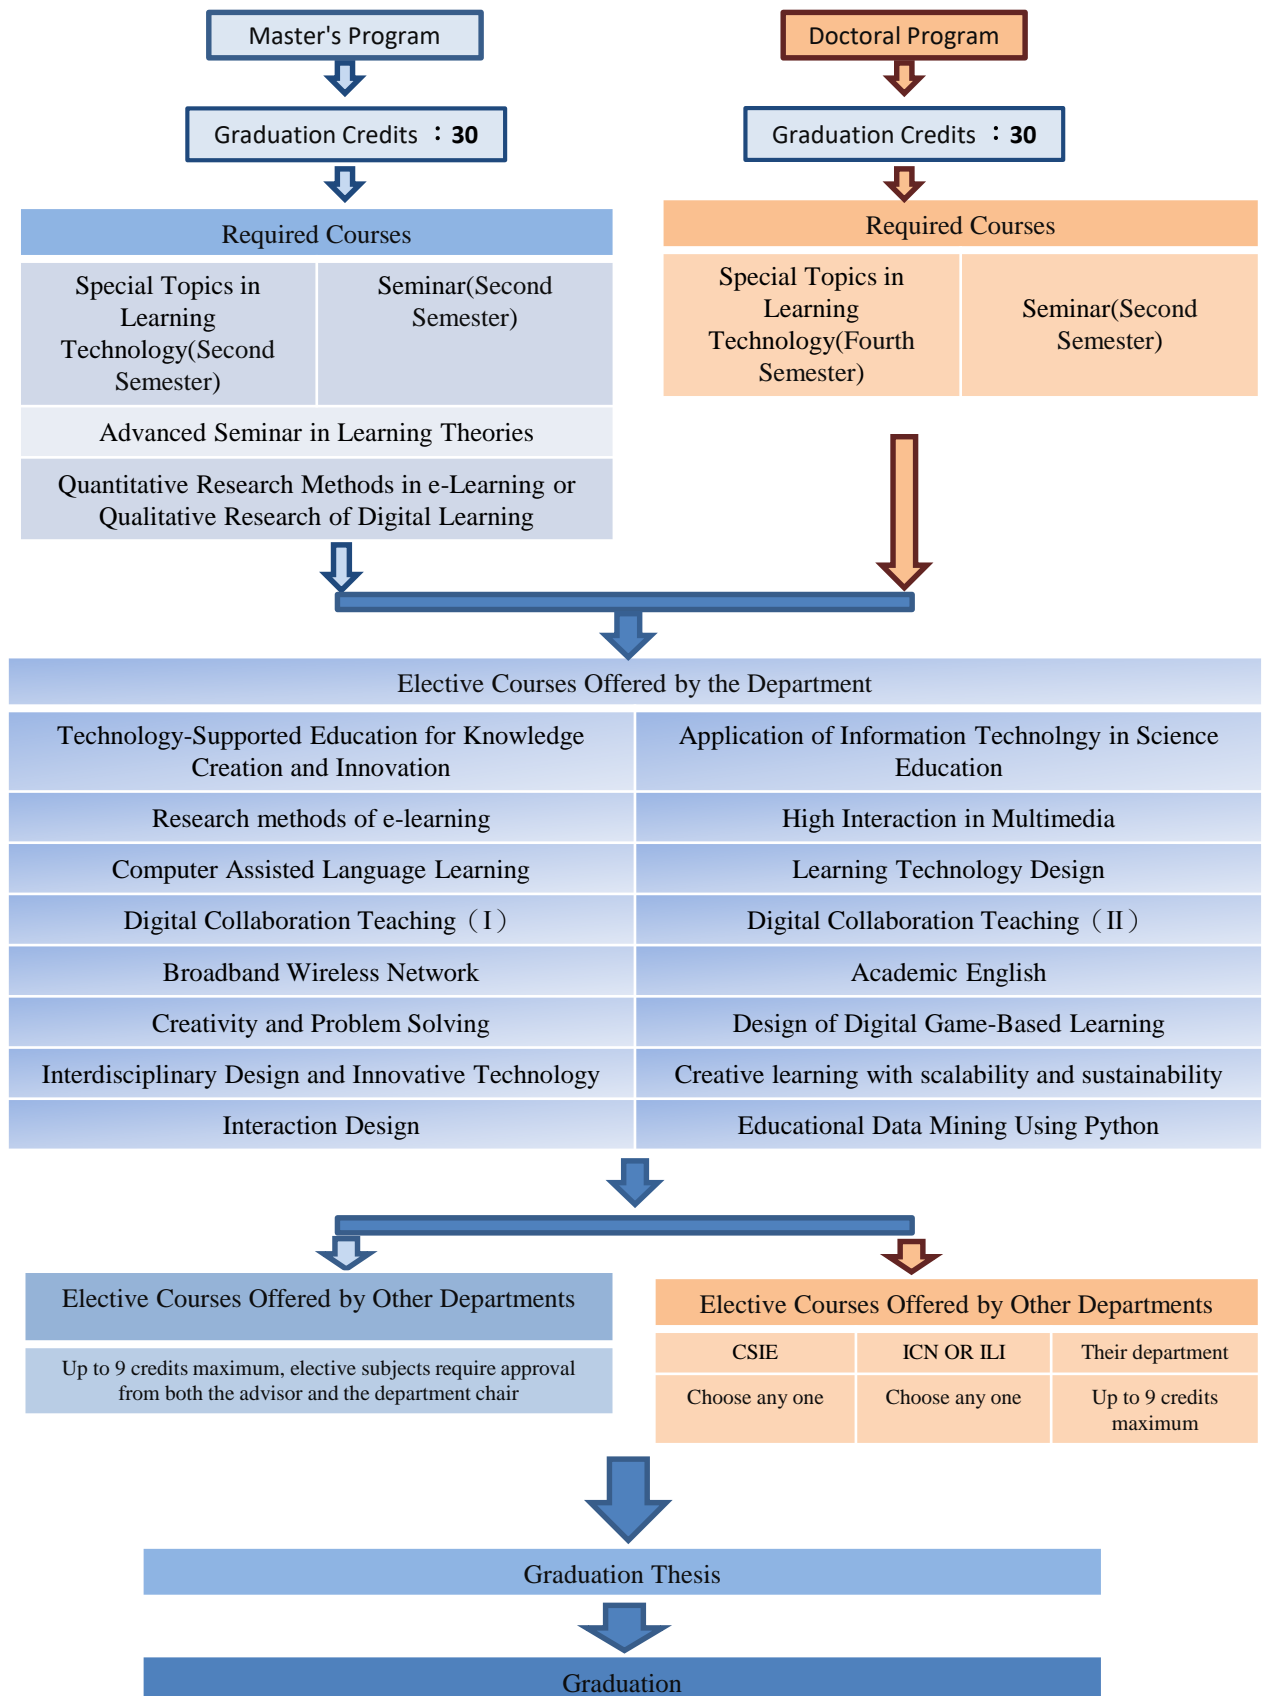 Master's Program
Doctoral Program
Graduation Credits ：30
Graduation Credits ：30
Required Courses
Special Topics in
Learning
Technology(Second
Semester)
Seminar(Second
Semester)
Advanced Seminar in Learning Theories
Quantitative Research Methods in e-Learning or
Qualitative Research of Digital Learning
Required Courses
Special Topics in
Learning
Technology(Fourth
Semester)
Seminar(Second
Semester)
Elective Courses Offered by the Department
Technology-Supported Education for Knowledge
Creation and Innovation
Application of Information Technolngy in Science
Education
Research methods of e-learning
High Interaction in Multimedia
Computer Assisted Language Learning
Learning Technology Design
Digital Collaboration Teaching（I）
Digital Collaboration Teaching（II）
Broadband Wireless Network
Academic English
Creativity and Problem Solving
Design of Digital Game-Based Learning
Interdisciplinary Design and Innovative Technology
Creative learning with scalability and sustainability
Interaction Design
Educational Data Mining Using Python
Elective Courses Offered by Other Departments
Up to 9 credits maximum, elective subjects require approval
from both the advisor and the department chair
Elective Courses Offered by Other Departments
CSIE
ICN OR ILI
Their department
Choose any one
Choose any one
Up to 9 credits
maximum
Graduation Thesis
Graduation